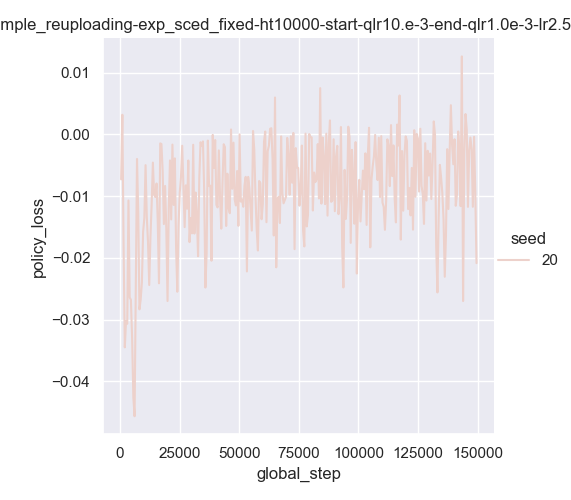 mple_reuploading-exp_sced_fixed-ht10000-start-qlr10.e-3-end-qlr1.0e-3-lr2.5
0.01
0.00
−0.01
−0.02
−0.03
−0.04
policy_loss
0 25000 50000 75000 100000 125000 150000
global_step
seed
20